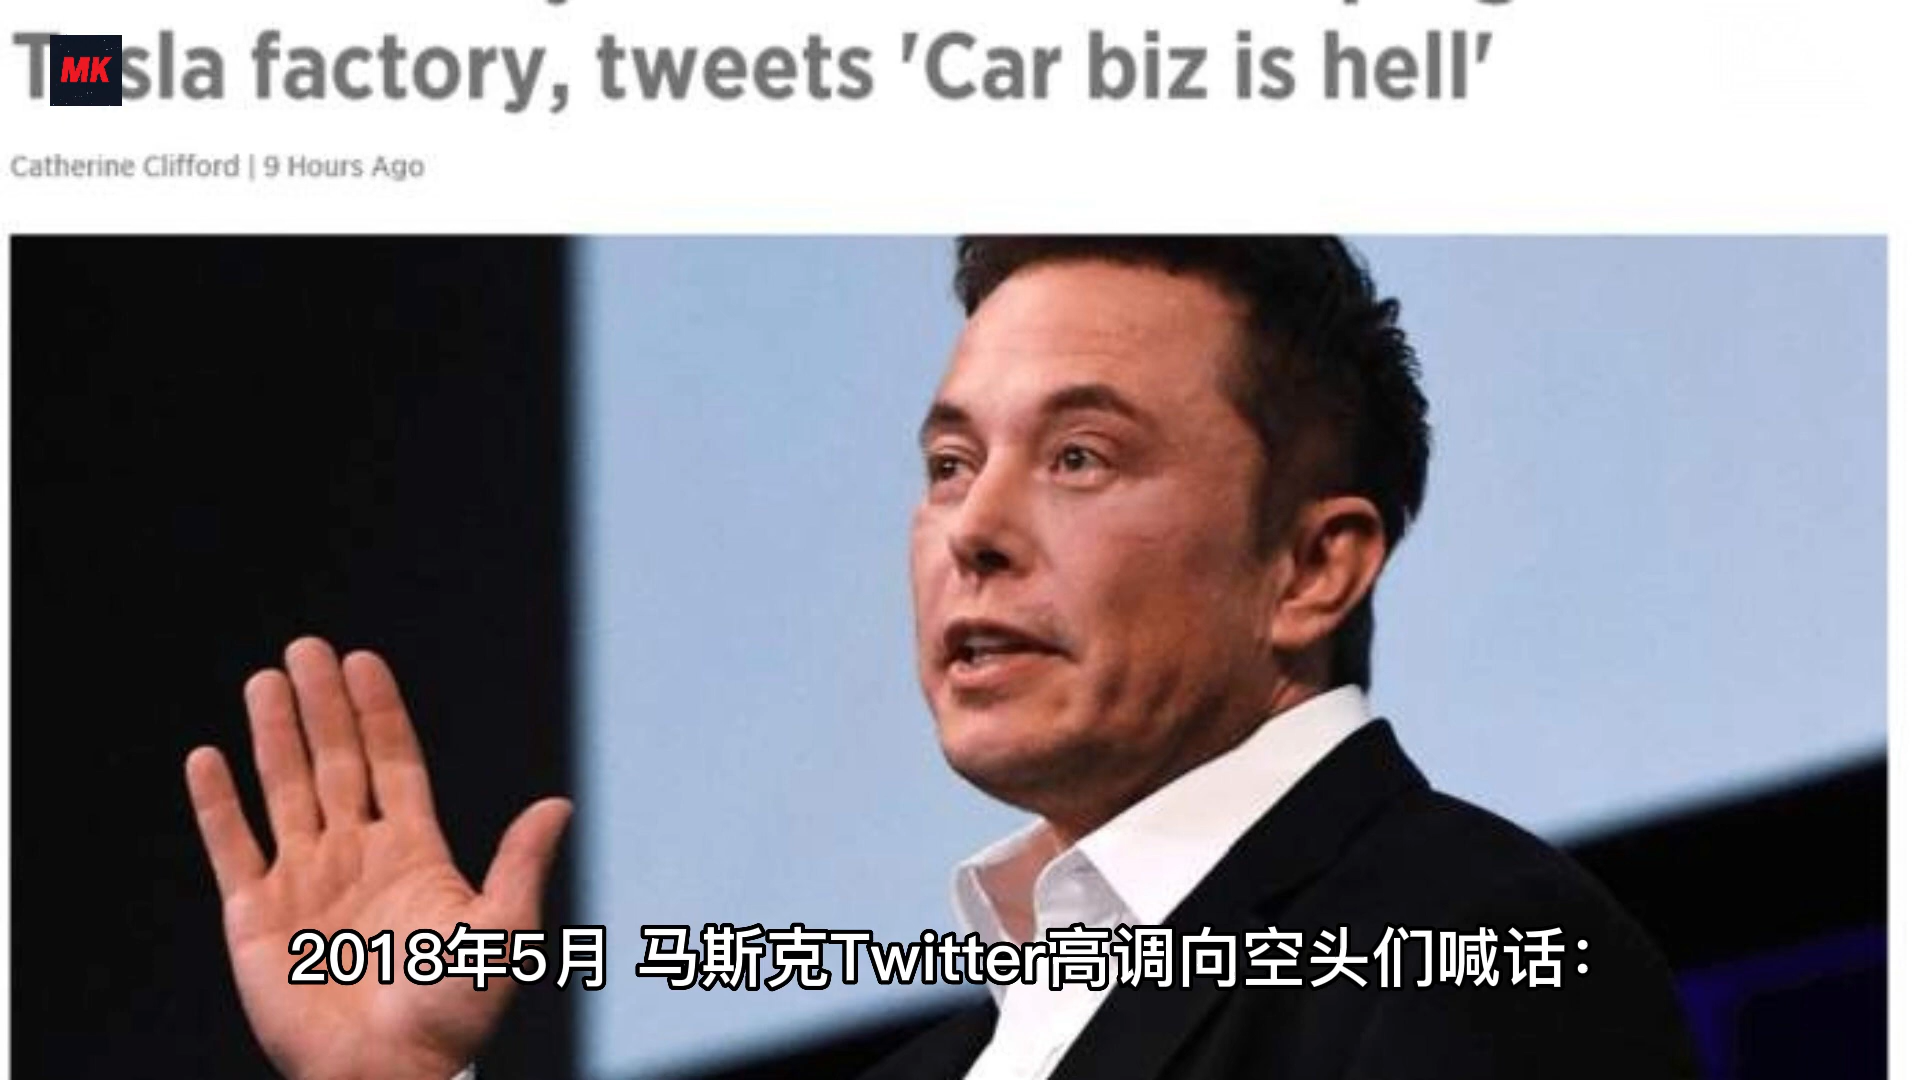 Tesla factory, tweets 'Car biz is hell'
MK
Catherine Clifford | 9 Hours Ago
2018年5月 马斯克Twitter高调向空头们喊话：